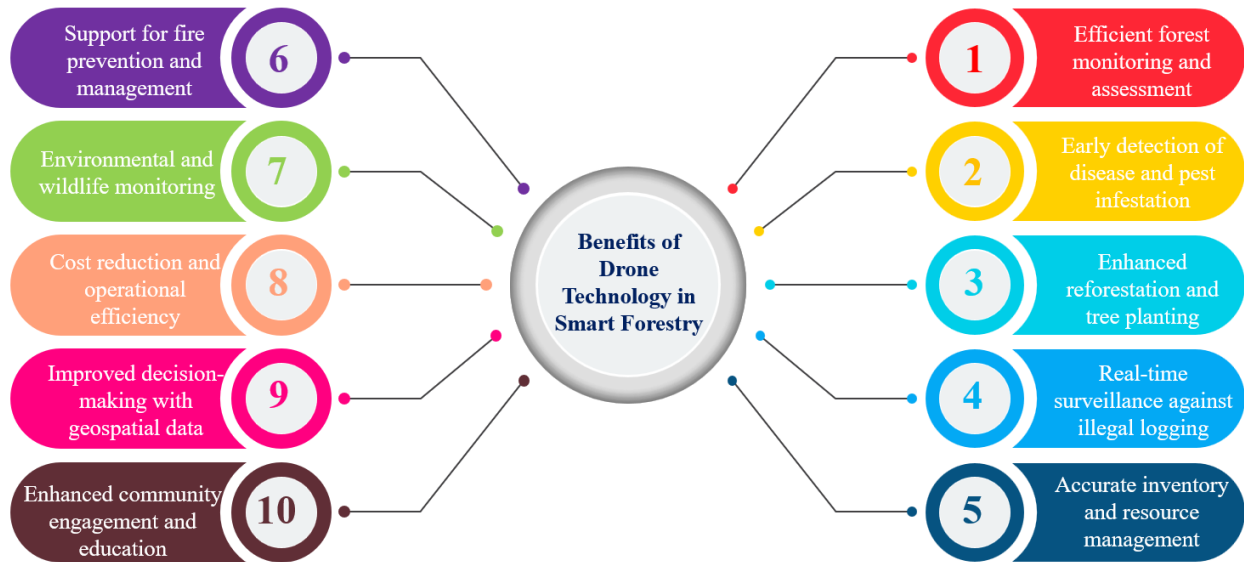 Benefits of
Drone
Technology in
Smart Forestry
1
Efficient forest
monitoring and
assessment
2
Early detection of
disease and pest
infestation
3
Enhanced
reforestation and
tree planting
4
Real-time
surveillance against
illegal logging
5
Accurate inventory
and resource
management
6
Support for fire
prevention and
management
7
Environmental and
wildlife monitoring
8
Cost reduction and
operational
efficiency
9
Improved decision-
making with
geospatial data
10
Enhanced community
engagement and
education